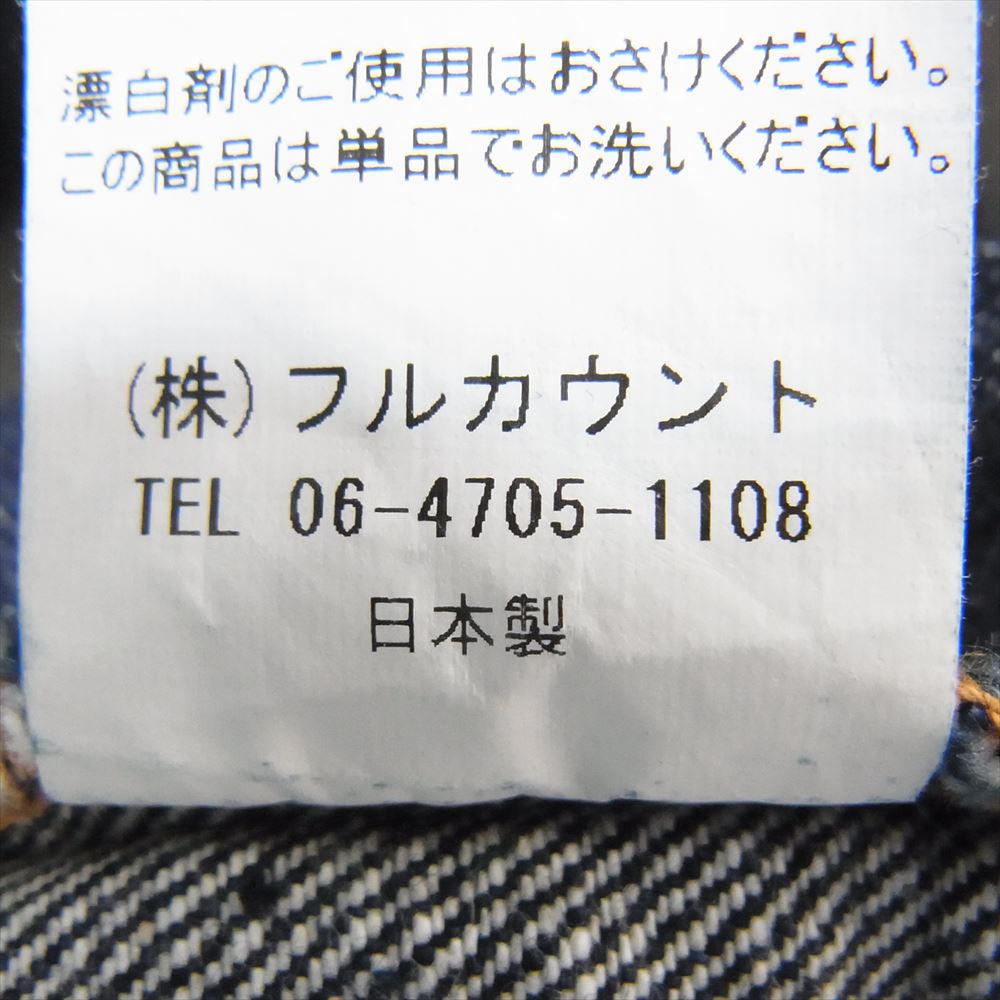 漂白剤のご使用はおさけください。
この商品は単品でお洗いください。
(株)フルカウント
TEL 06-4705-1108
日本製